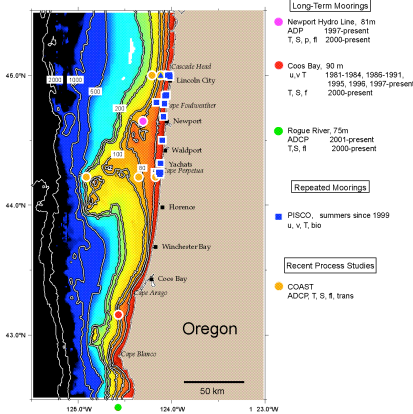 Long-Term Moorings
Newport Hydro Line, 81m
ADP 1997-present
T, S, p, fl 2000-present
Coos Bay, 90 m
u,v T 1981-1984, 1986-1991,
1995, 1996, 1997-present
T, S, f 2000-present
Rogue River, 75m
ADCP 2001-present
T,S, fl 2000-present
Repeated Moorings
PISCO, summers since 1999
u, v, T, bio
Recent Process Studies
COAST
ADCP, T, S, fl, trans
46.0°N
44.0°N
43.0°N
125.0°W
124.0°W
123.0°W
2000
1000
500
200
100
80
Cascade Head
Lincoln City
Cape Foulweather
Newport
Waldport
Yachats
Cape Perpetua
Florence
Winchester Bay
Coos Bay
Cape Arago
Cape Blanco
Oregon
50 km